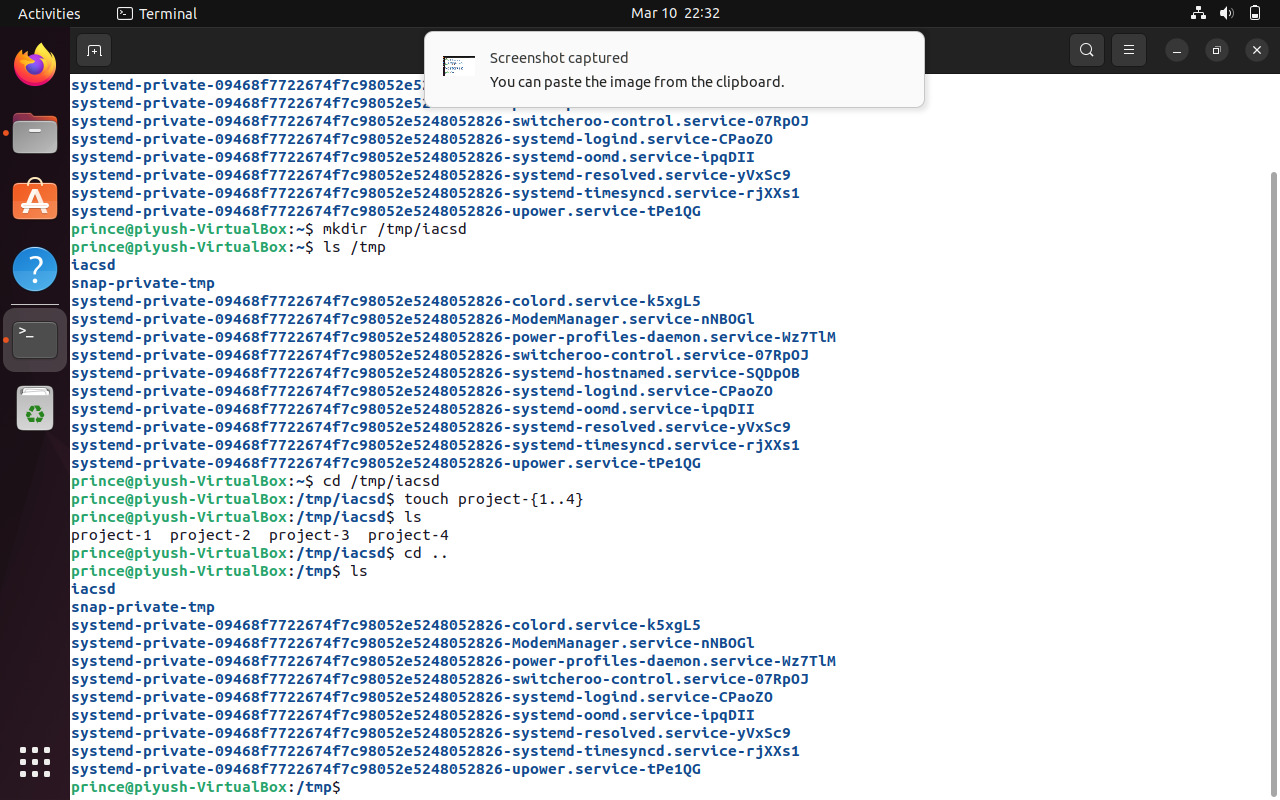 Activities
Terminal
Mar 10 22:32
Screenshot captured
You can paste the image from the clipboard.
systemd-private-09468f7722674f7c98052e52
systemd-private-09468f7722674f7c98052e5248052826-
systemd-private-09468f7722674f7c98052e5248052826-switcheroo-control.service-07RpOJ
systemd-private-09468f7722674f7c98052e5248052826-systemd-logind.service-CPaoZO
systemd-private-09468f7722674f7c98052e5248052826-systemd-oomd.service-ipqDII
systemd-private-09468f7722674f7c98052e5248052826-systemd-resolved.service-yVxSc9
systemd-private-09468f7722674f7c98052e5248052826-systemd-timesyncd.service-rjXXs1
systemd-private-09468f7722674f7c98052e5248052826-upower.service-tPe1QG
prince@piyush-VirtualBox:~$ mkdir /tmp/iacsd
prince@piyush-VirtualBox:~$ ls /tmp
iacsd
snap-private-tmp
systemd-private-09468f7722674f7c98052e5248052826-colord.service-k5xgL5
systemd-private-09468f7722674f7c98052e5248052826-ModemManager.service-nNBOGl
systemd-private-09468f7722674f7c98052e5248052826-power-profiles-daemon.service-Wz7TlM
systemd-private-09468f7722674f7c98052e5248052826-switcheroo-control.service-07RpOJ
systemd-private-09468f7722674f7c98052e5248052826-systemd-hostnamed.service-SQDpOB
systemd-private-09468f7722674f7c98052e5248052826-systemd-logind.service-CPaoZO
systemd-private-09468f7722674f7c98052e5248052826-systemd-oomd.service-ipqDII
systemd-private-09468f7722674f7c98052e5248052826-systemd-resolved.service-yVxSc9
systemd-private-09468f7722674f7c98052e5248052826-systemd-timesyncd.service-rjXXs1
systemd-private-09468f7722674f7c98052e5248052826-upower.service-tPe1QG
prince@piyush-VirtualBox:~$ cd /tmp/iacsd
prince@piyush-VirtualBox:/tmp/iacsd$ touch project-{1..4}
prince@piyush-VirtualBox:/tmp/iacsd$ ls
project-1 project-2 project-3 project-4
prince@piyush-VirtualBox:/tmp/iacsd$ cd ..
prince@piyush-VirtualBox:/tmp$ ls
iacsd
snap-private-tmp
systemd-private-09468f7722674f7c98052e5248052826-colord.service-k5xgL5
systemd-private-09468f7722674f7c98052e5248052826-ModemManager.service-nNBOGl
systemd-private-09468f7722674f7c98052e5248052826-power-profiles-daemon.service-Wz7TlM
systemd-private-09468f7722674f7c98052e5248052826-switcheroo-control.service-07RpOJ
systemd-private-09468f7722674f7c98052e5248052826-systemd-logind.service-CPaoZO
systemd-private-09468f7722674f7c98052e5248052826-systemd-oomd.service-ipqDII
systemd-private-09468f7722674f7c98052e5248052826-systemd-resolved.service-yVxSc9
systemd-private-09468f7722674f7c98052e5248052826-systemd-timesyncd.service-rjXXs1
systemd-private-09468f7722674f7c98052e5248052826-upower.service-tPe1QG
prince@piyush-VirtualBox:/tmp$